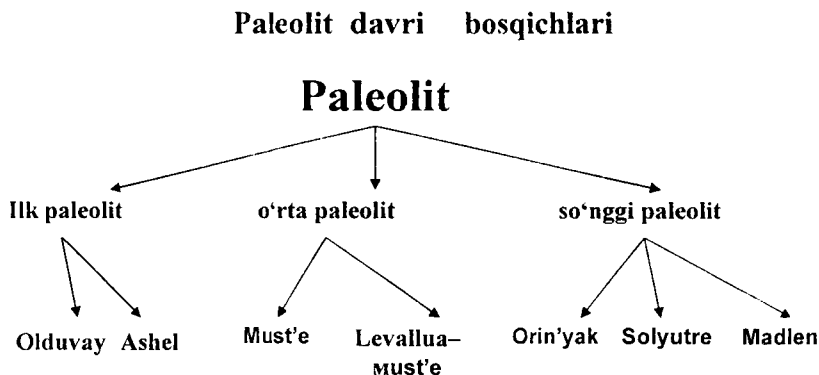 Paleolit davri bosqichlari
Paleolit
Ilk paleolit o‘rta paleolit so‘nggi paleolit
Olduvay Ashel Must’e Levallua– Orin’yak Solyutre Madlen
мust’e